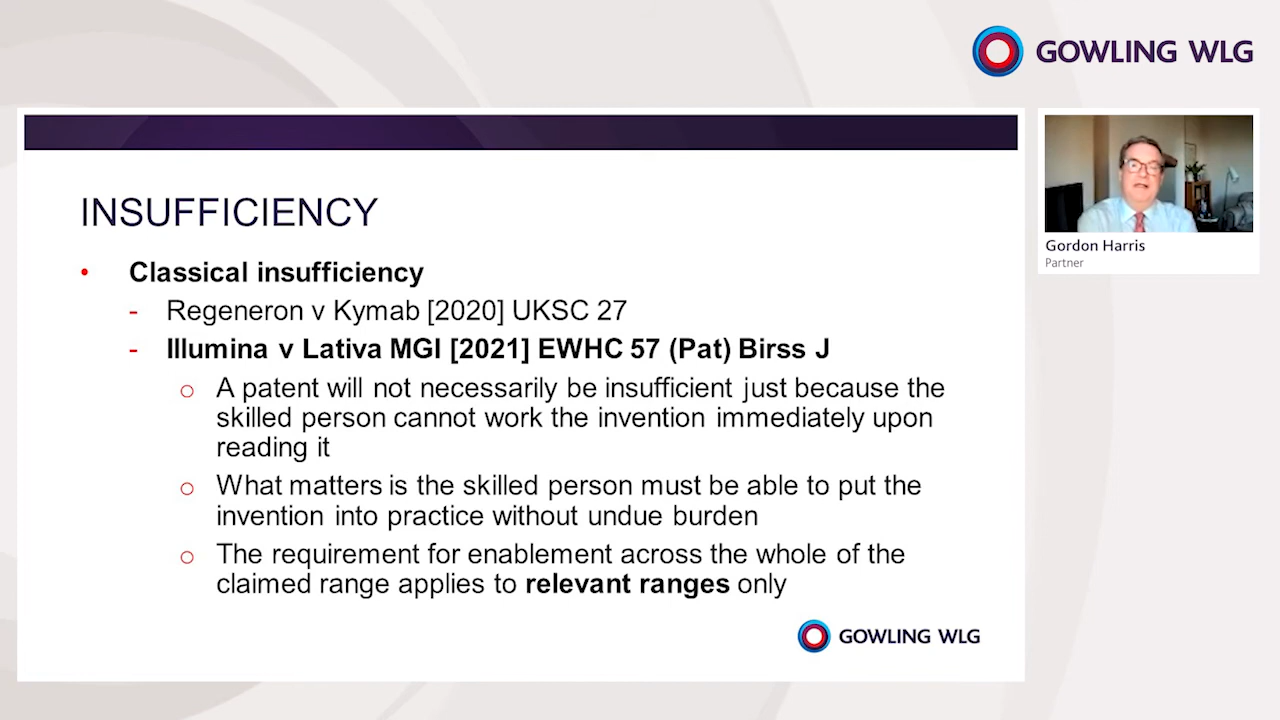 GOWLING WLG
INSUFFICIENCY
• Classical insufficiency
- Regeneron v Kymab [2020] UKSC 27
- Illumina v Lativa MGI [2021] EWHC 57 (Pat) Birss J
o A patent will not necessarily be insufficient just because the
skilled person cannot work the invention immediately upon
reading it
o What matters is the skilled person must be able to put the
invention into practice without undue burden
o The requirement for enablement across the whole of the
claimed range applies to relevant ranges only
GOWLING WLG
Gordon Harris
Partner